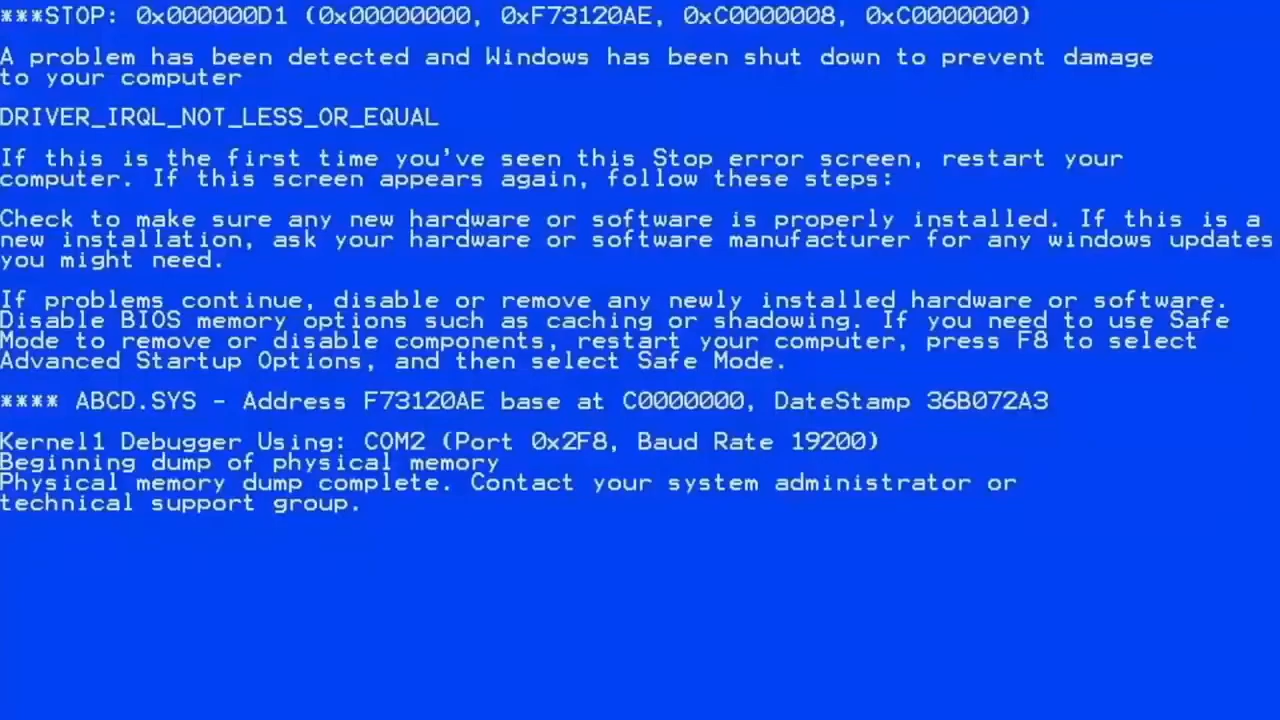 ***STOP: 0x000000D1 (0x00000000, 0xF73120AE, 0xC0000008, 0xC0000000)
A problem has been detected and Windows has been shut down to prevent damage
to your computer
DRIVER_IRQL_NOT_LESS_OR_EQUAL
If this is the first time you've seen this Stop error screen, restart your
computer. If this screen appears again, follow these steps:
Check to make sure any new hardware or software is properly installed. If this is a
new installation, ask your hardware or software manufacturer for any windows updates
you might need.
If problems continue, disable or remove any newly installed hardware or software.
Disable BIOS memory options such as caching or shadowing. If you need to use Safe
Mode to remove or disable components, restart your computer, press F8 to select
Advanced Startup Options, and then select Safe Mode.
**** ABCD.SYS - Address F73120AE base at C0000000, DateStamp 36B072A3
Kernel1 Debugger Using: COM2 (Port 0x2F8, Baud Rate 19200)
Beginning dump of physical memory
Physical memory dump complete. Contact your system administrator or
technical support group.